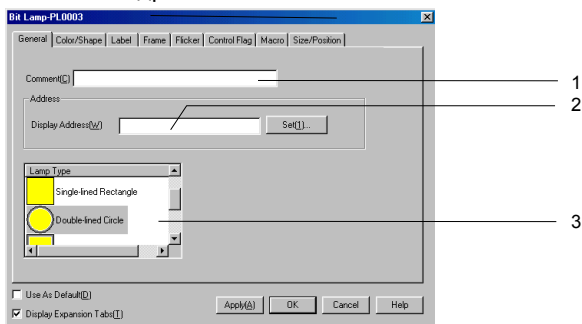 Bit Lamp-PL0003
General Color/Shape Label Frame Flicker Control Flag Macro Size/Position
Comment(C)
1
Address
2
Display Address(W)
Set(1)...
Lamp Type
Single-lined Rectangle
Double-lined Circle
3
Use As Default(D)
Apply(A) OK Cancel Help
Display Expansion Tabs(T)